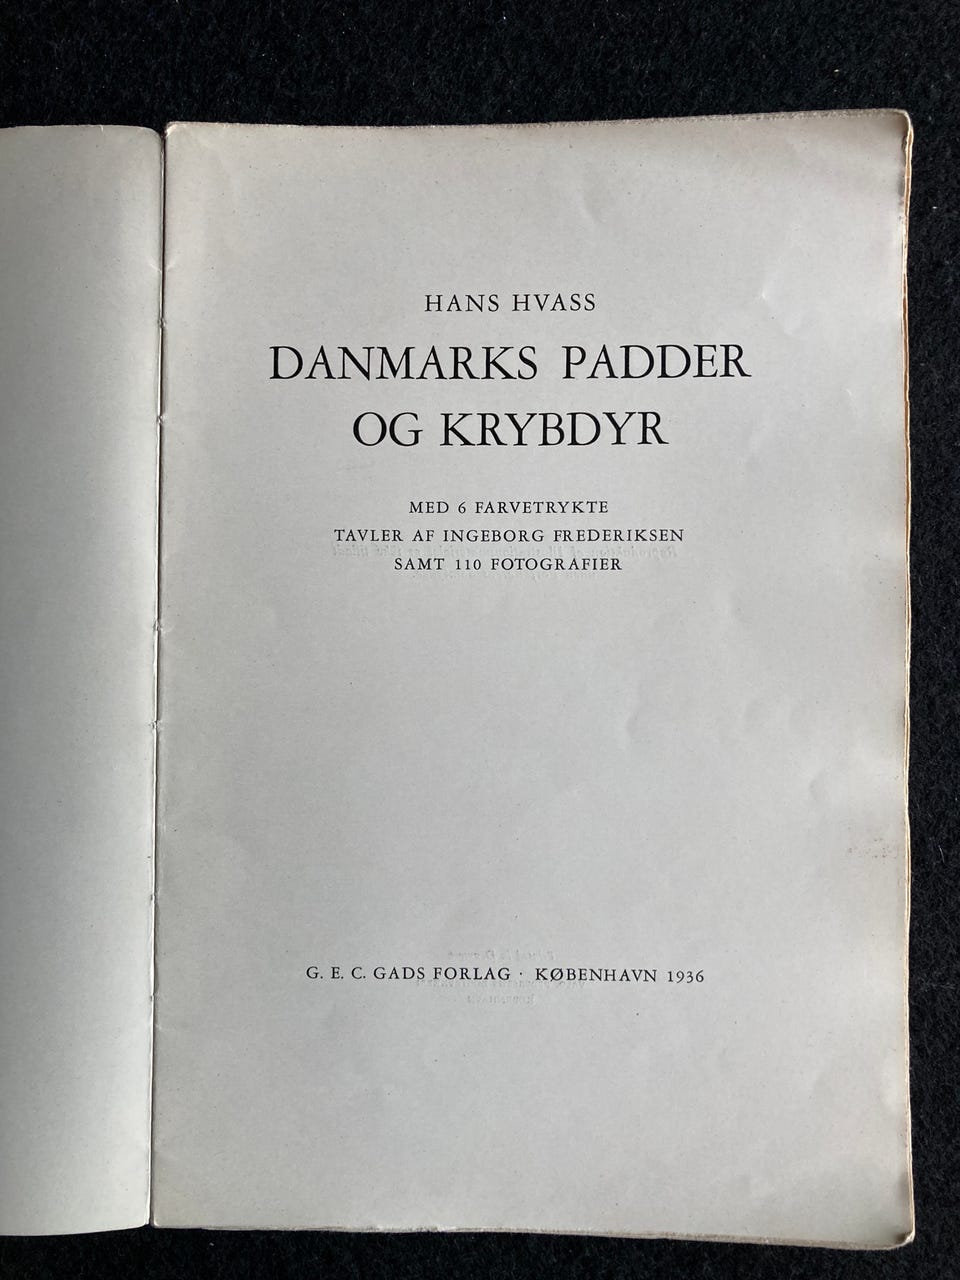 HANS HVASS
DANMARKS PADDER
OG KRYBDYR
MED 6 FARVETRYKTE
TAVLER AF INGEBORG FREDERIKSEN
SAMT 110 FOTOGRAFIER
G. E. C. GADS FORLAG · KØBENHAVN 1936